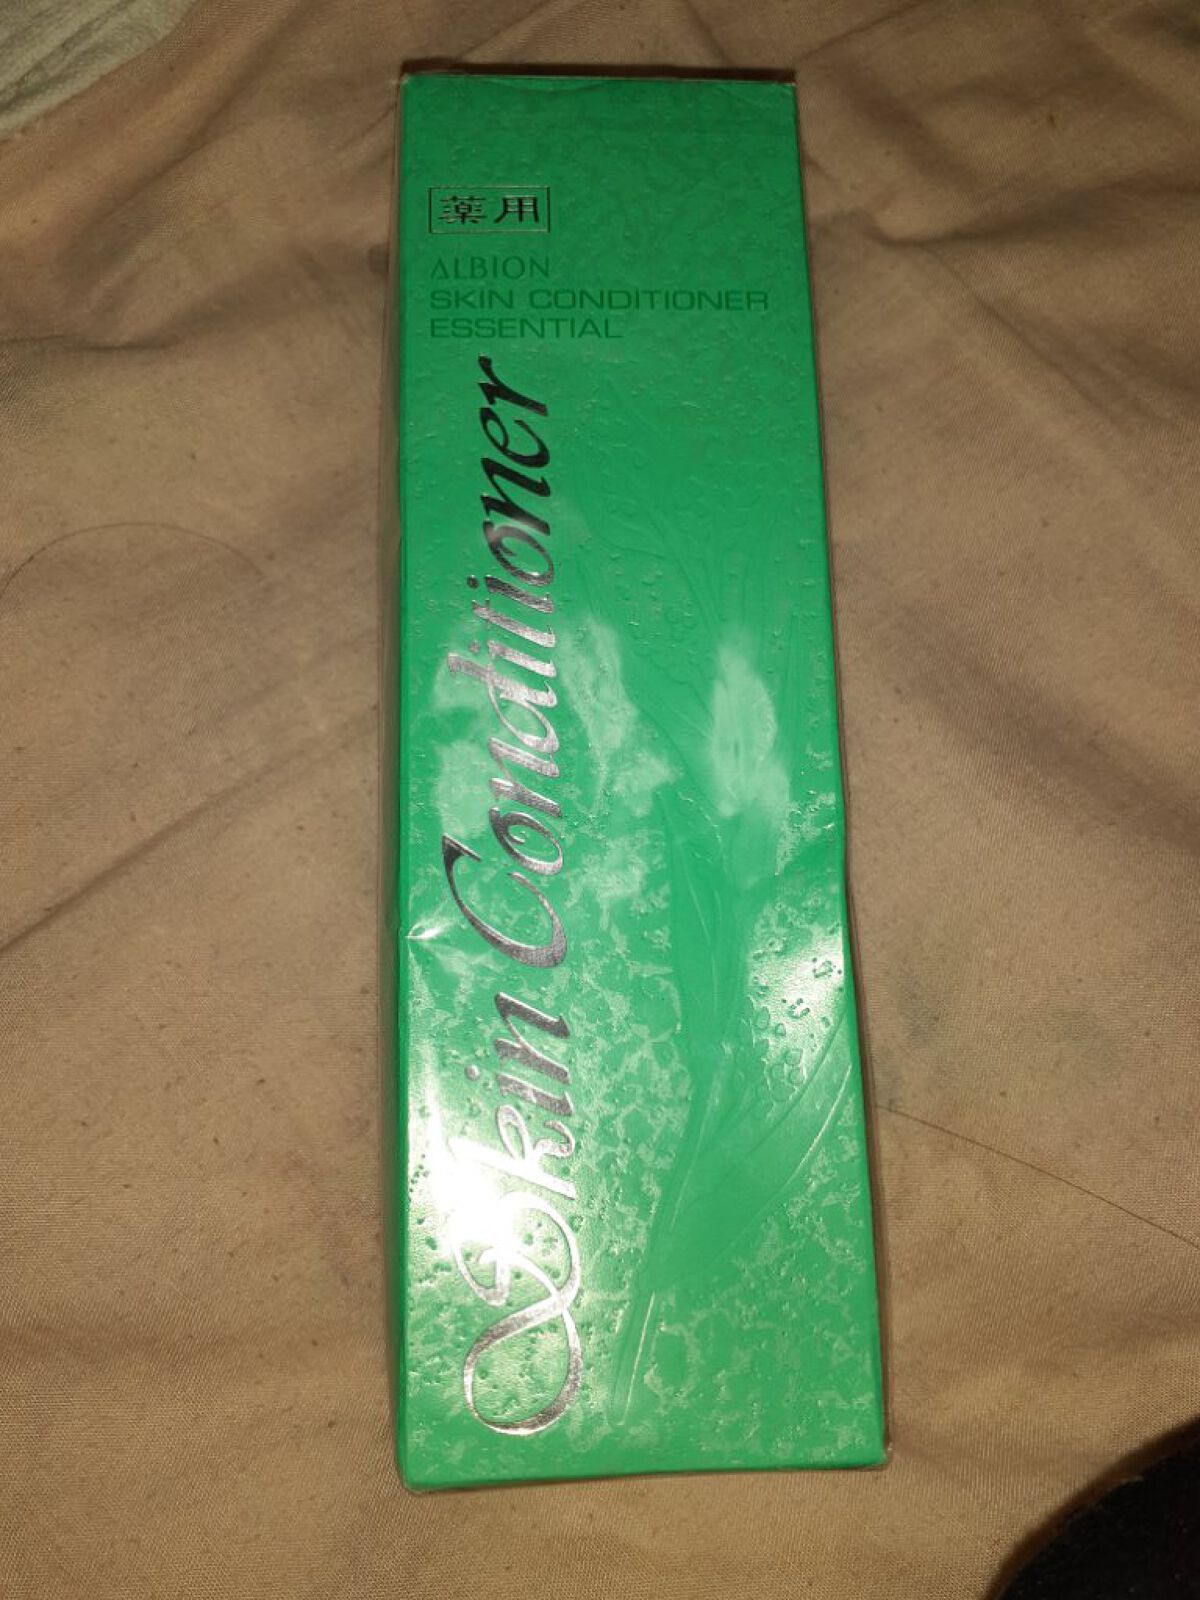 薬用
ALBION
SKIN CONDITIONER
ESSENTIAL
Skin Conditioner